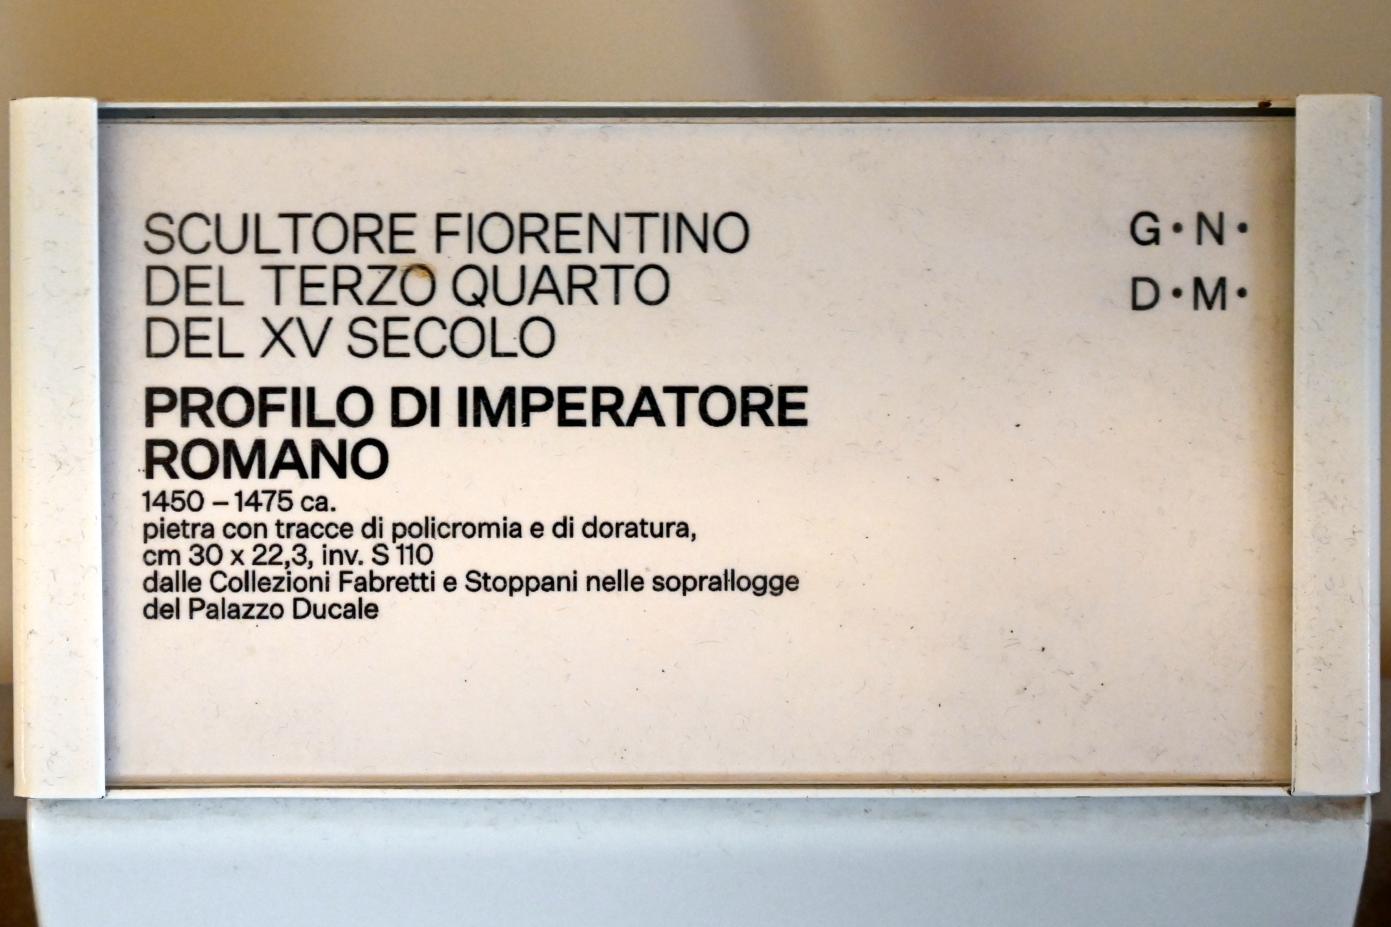 SCULTORE FIORENTINO
DEL TERZO QUARTO
DEL XV SECOLO
PROFILO DI IMPERATORE
ROMANO
1450 – 1475 ca.
pietra con tracce di policromia e di doratura,
cm 30 x 22,3, inv. S 110
dalle Collezioni Fabretti e Stoppani nelle soprallogge
del Palazzo Ducale
G•N•
D•M•